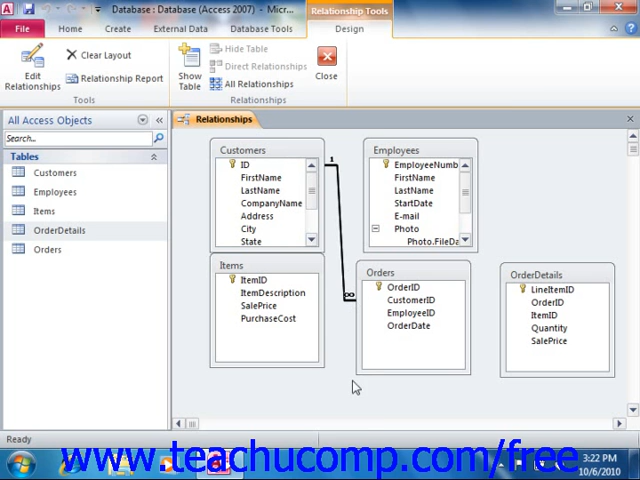 Database : Database (Access 2007) - Micr...
Relationship Tools
File
Home
Create
External Data
Database Tools
Design
Edit Relationships
Clear Layout
Relationship Report
Tools
Show Table
Hide Table
Direct Relationships
All Relationships
Relationships
Close
All Access Objects
Search...
Tables
Customers
Employees
Items
OrderDetails
Orders
Relationships
Customers
ID
FirstName
LastName
CompanyName
Address
City
State
1
∞
Employees
EmployeeNumb
FirstName
LastName
StartDate
E-mail
Photo
Photo.FileDa
Items
ItemID
ItemDescription
SalePrice
PurchaseCost
Orders
OrderID
CustomerID
EmployeeID
OrderDate
OrderDetails
LineItemID
OrderID
ItemID
Quantity
SalePrice
Ready
www.teachucomp.com/free
3:22 PM
10/6/2010